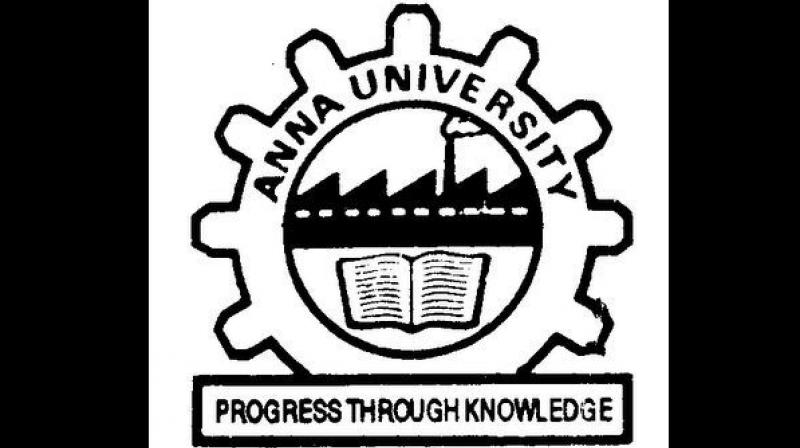 ANNA UNIVERSITY
PROGRESS THROUGH KNOWLEDGE